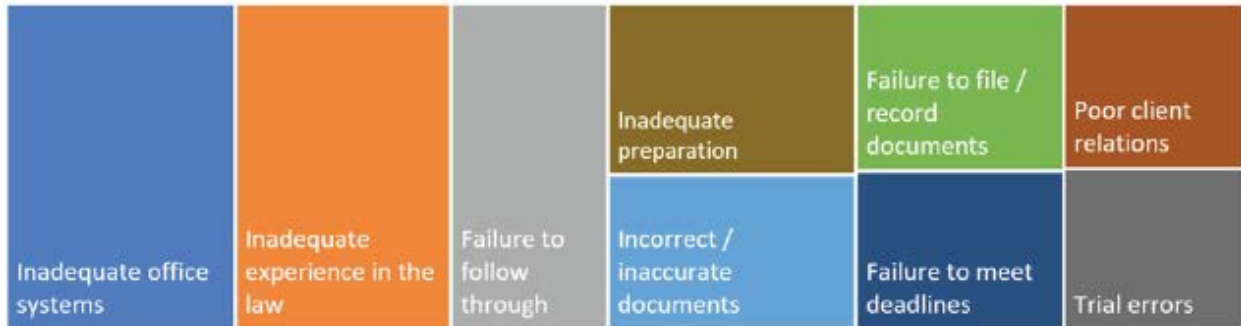 Inadequate office
systems
Inadequate
experience in the
law
Failure to
follow
through
Inadequate
preparation
Incorrect /
inaccurate
documents
Failure to file /
record
documents
Failure to meet
deadlines
Poor client
relations
Trial errors